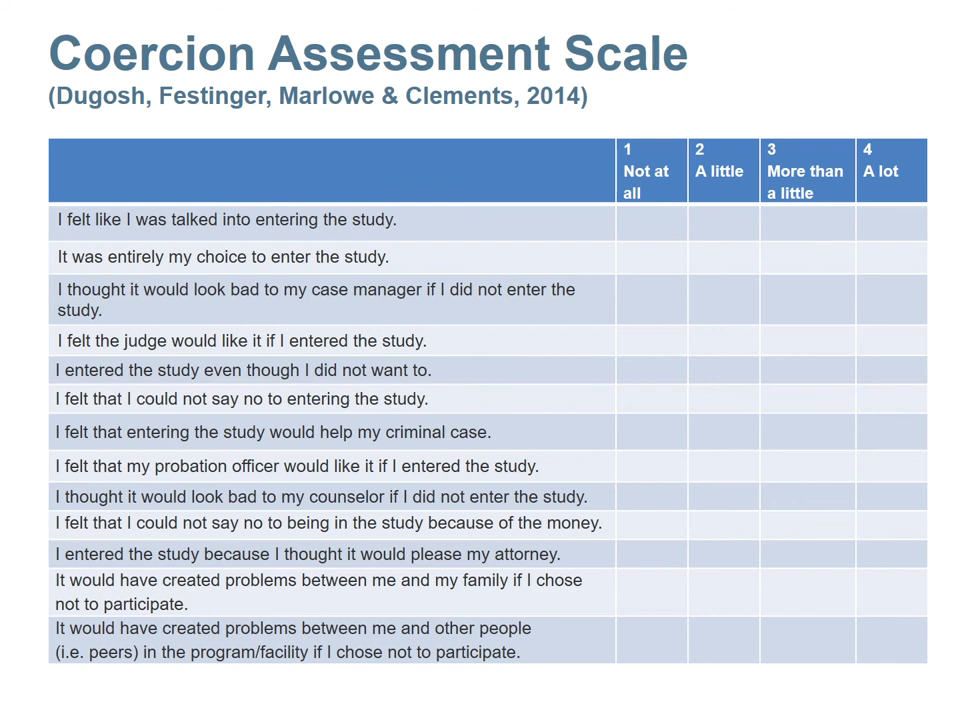 Coercion Assessment Scale
(Dugosh, Festinger, Marlowe & Clements, 2014)
1
Not at
all
2
A little
3
More than
a little
4
A lot
I felt like I was talked into entering the study.
It was entirely my choice to enter the study.
I thought it would look bad to my case manager if I did not enter the
study.
I felt the judge would like it if I entered the study.
I entered the study even though I did not want to.
I felt that I could not say no to entering the study.
I felt that entering the study would help my criminal case.
I felt that my probation officer would like it if I entered the study.
I thought it would look bad to my counselor if I did not enter the study.
I felt that I could not say no to being in the study because of the money.
I entered the study because I thought it would please my attorney.
It would have created problems between me and my family if I chose
not to participate.
It would have created problems between me and other people
(i.e. peers) in the program/facility if I chose not to participate.